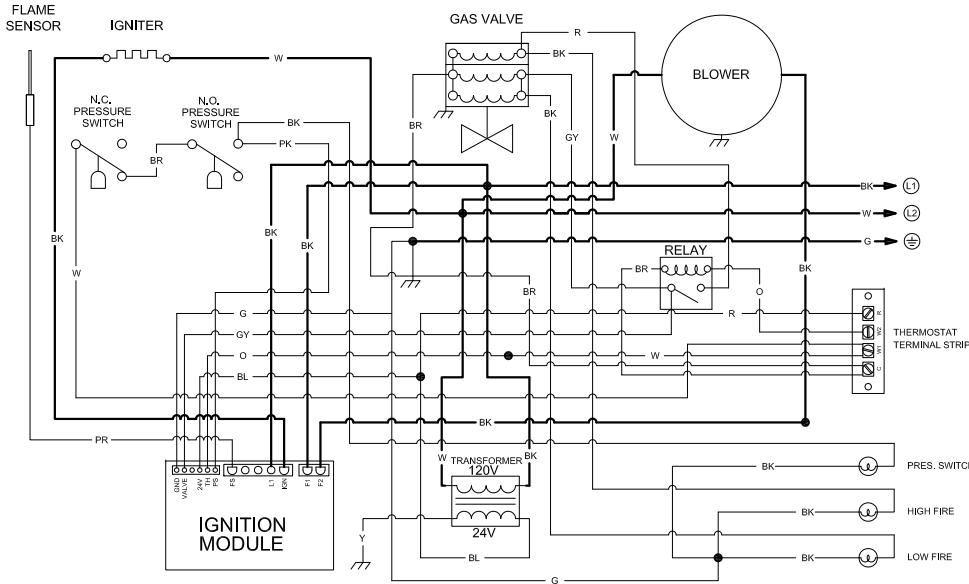 FLAME
SENSOR
IGNITER
GAS VALVE
R
BK
W
BLOWER
N.C.
PRESSURE
SWITCH
N.O.
PRESSURE
SWITCH
BK
PK
BR
BR
BK
GY
W
BK L1
W L2
G
BK
BK
BK
W
RELAY
BR
O
BK
BR
G
R
GY
O
W
BL
R
W2
W1
C
THERMOSTAT
TERMINAL STRIP
BK
PR
W
TRANSFORMER
BK
120V
24V
GND
VALVE
24V
TH
PS
FS
L1
IGN
F1
F2
IGNITION
MODULE
Y
BL
G
BK
PRES. SWITCH
BK
HIGH FIRE
BK
LOW FIRE